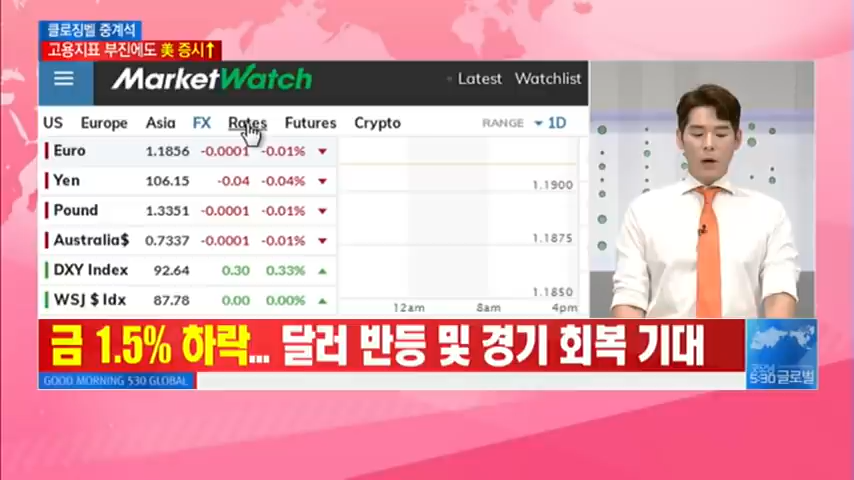 클로징벨 중계석
고용지표 부진에도 美 증시↑
MarketWatch
Latest Watchlist
US Europe Asia FX Rates Futures Crypto RANGE 1D
Euro 1.1856 -0.0001 -0.01%
Yen 106.15 -0.04 -0.04%
Pound 1.3351 -0.0001 -0.01%
Australia$ 0.7337 -0.0001 -0.01%
DXY Index 92.64 0.30 0.33%
WSJ $ Idx 87.78 0.00 0.00%
1.1900
1.1875
1.1850
12am 8am 4pm
금 1.5% 하락... 달러 반등 및 경기 회복 기대
GOOD MORNING 530 GLOBAL
5:30 글로벌